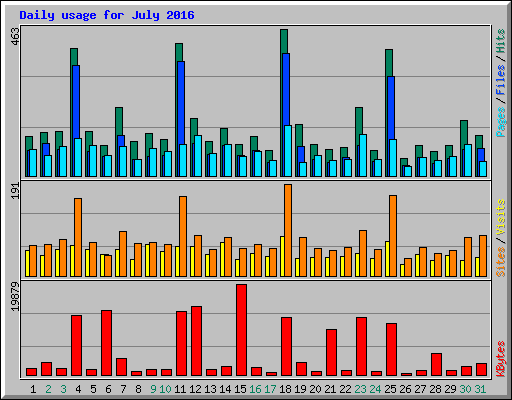 Daily usage for July 2016
463
Pages / Files / Hits
191
Sites / Visits
19879
KBytes
1 2 3 4 5 6 7 8 9 10 11 12 13 14 15 16 17 18 19 20 21 22 23 24 25 26 27 28 29 30 31